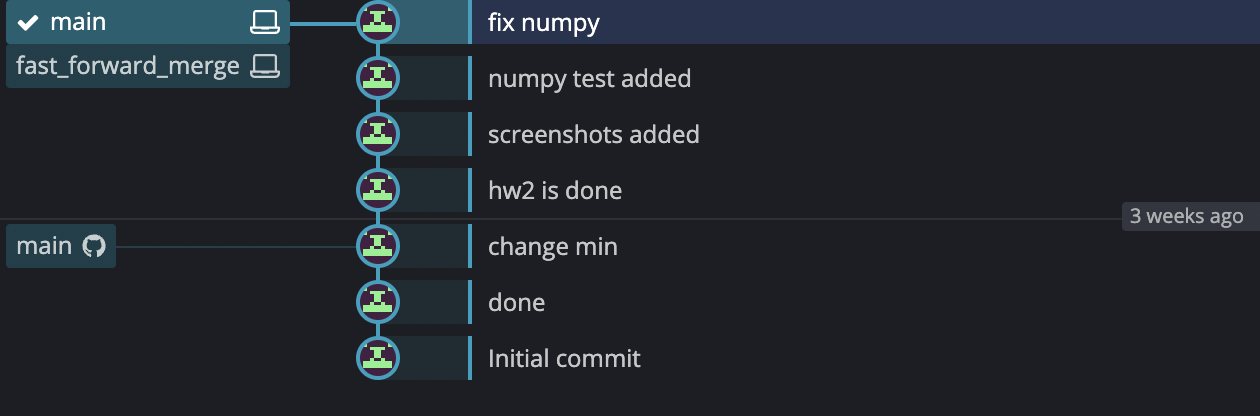 main
fix numpy
fast_forward_merge
numpy test added
screenshots added
hw2 is done
3 weeks ago
main
change min
done
Initial commit